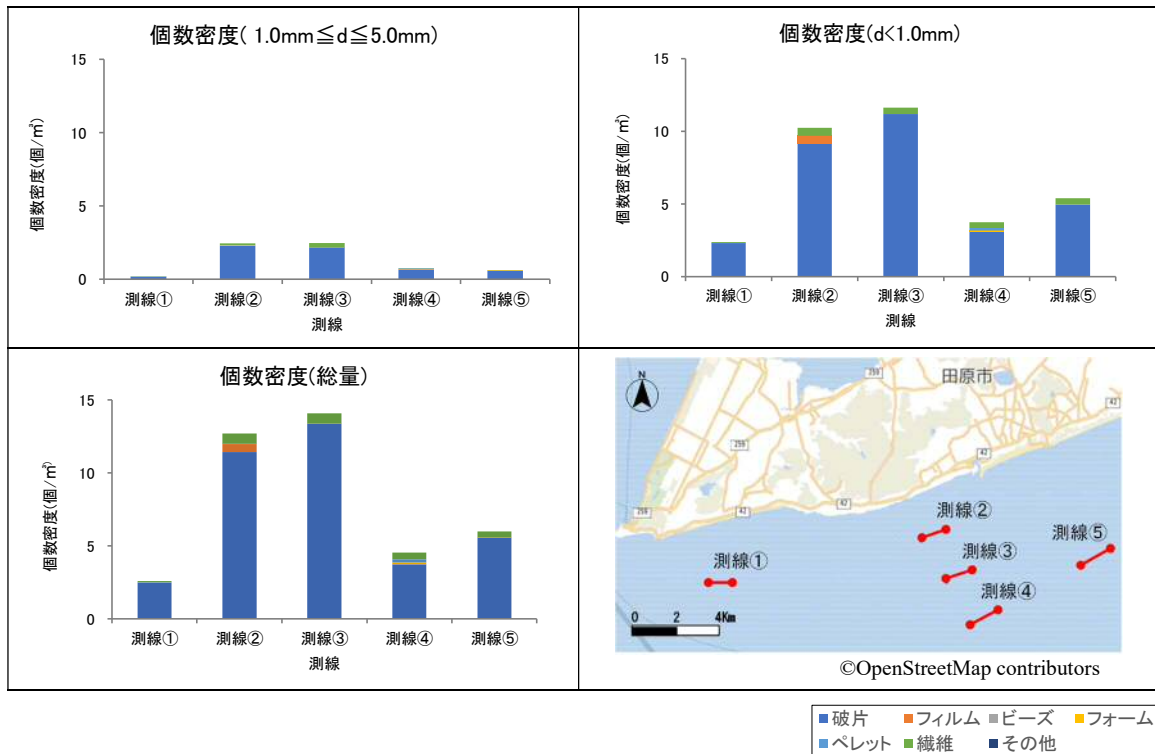 個数密度( 1.0mm≦d≦5.0mm)
15
10
5
0
個数密度(個/㎥)
測線① 測線② 測線③ 測線④ 測線⑤
測線
個数密度(d<1.0mm)
15
10
5
0
個数密度(個/㎥)
測線① 測線② 測線③ 測線④ 測線⑤
測線
個数密度(総量)
15
10
5
0
個数密度(個/㎥)
測線① 測線② 測線③ 測線④ 測線⑤
測線
N
田原市
259
42
259
42
259
42
42
測線②
測線⑤
測線③
測線①
測線④
0 2 4Km
©OpenStreetMap contributors
破片 フィルム ビーズ フォーム
ペレット 繊維 その他